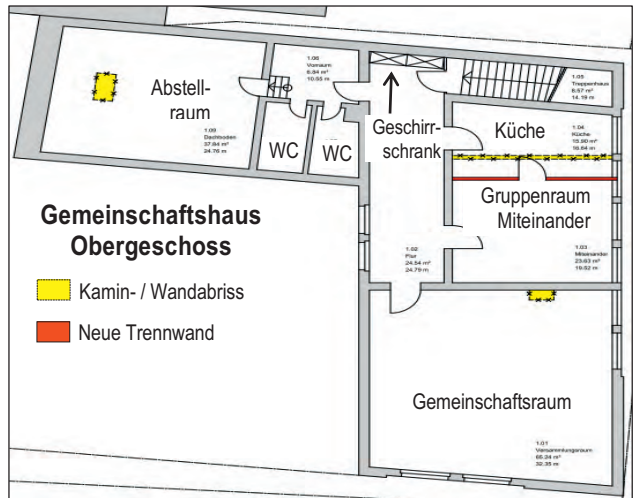 1.06
Vorraum
6.84 m²
10.55 m
Abstell-
raum
1.05
Treppenhaus
6.57 m²
14.19 m
Geschirr-
schrank
Küche
1.04
Küche
15.90 m²
16.64 m
1.09
Dachboden
37.84 m²
24.76 m
WC
WC
Gruppenraum
Miteinander
Gemeinschaftshaus
Obergeschoss
1.02
Flur
24.54 m²
24.79 m
1.03
Miteinander
23.63 m²
19.52 m
Kamin- / Wandabriss
Neue Trennwand
Gemeinschaftsraum
1.01
Versammlungsraum
65.24 m²
32.35 m